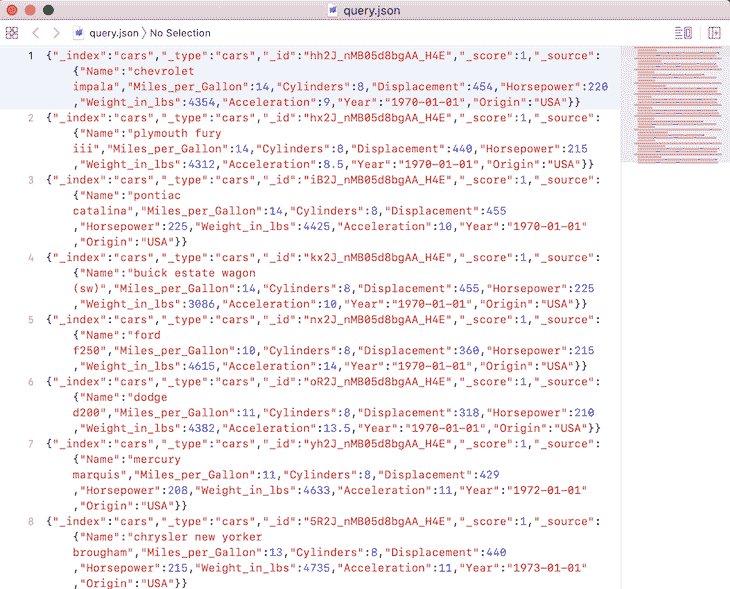 query.json
query.json 〉 No Selection
1 {"_index":"cars","_type":"cars","_id":"hh2J_nMB05d8bgAA_H4E","_score":1,"_source":
{"Name":"chevrolet
impala","Miles_per_Gallon":14,"Cylinders":8,"Displacement":454,"Horsepower":220
,"Weight_in_lbs":4354,"Acceleration":9,"Year":"1970-01-01","Origin":"USA"}}
2 {"_index":"cars","_type":"cars","_id":"hx2J_nMB05d8bgAA_H4E","_score":1,"_source":
{"Name":"plymouth fury
iii","Miles_per_Gallon":14,"Cylinders":8,"Displacement":440,"Horsepower":215
,"Weight_in_lbs":4312,"Acceleration":8.5,"Year":"1970-01-01","Origin":"USA"}}
3 {"_index":"cars","_type":"cars","_id":"iB2J_nMB05d8bgAA_H4E","_score":1,"_source":
{"Name":"pontiac
catalina","Miles_per_Gallon":14,"Cylinders":8,"Displacement":455
,"Horsepower":225,"Weight_in_lbs":4425,"Acceleration":10,"Year":"1970-01-01"
,"Origin":"USA"}}
4 {"_index":"cars","_type":"cars","_id":"kx2J_nMB05d8bgAA_H4E","_score":1,"_source":
{"Name":"buick estate wagon
(sw)","Miles_per_Gallon":14,"Cylinders":8,"Displacement":455,"Horsepower":225
,"Weight_in_lbs":3086,"Acceleration":10,"Year":"1970-01-01","Origin":"USA"}}
5 {"_index":"cars","_type":"cars","_id":"nx2J_nMB05d8bgAA_H4E","_score":1,"_source":
{"Name":"ford
f250","Miles_per_Gallon":10,"Cylinders":8,"Displacement":360,"Horsepower":215
,"Weight_in_lbs":4615,"Acceleration":14,"Year":"1970-01-01","Origin":"USA"}}
6 {"_index":"cars","_type":"cars","_id":"oR2J_nMB05d8bgAA_H4E","_score":1,"_source":
{"Name":"dodge
d200","Miles_per_Gallon":11,"Cylinders":8,"Displacement":318,"Horsepower":210
,"Weight_in_lbs":4382,"Acceleration":13.5,"Year":"1970-01-01","Origin":"USA"}}
7 {"_index":"cars","_type":"cars","_id":"yh2J_nMB05d8bgAA_H4E","_score":1,"_source":
{"Name":"mercury
marquis","Miles_per_Gallon":11,"Cylinders":8,"Displacement":429
,"Horsepower":208,"Weight_in_lbs":4633,"Acceleration":11,"Year":"1972-01-01"
,"Origin":"USA"}}
8 {"_index":"cars","_type":"cars","_id":"5R2J_nMB05d8bgAA_H4E","_score":1,"_source":
{"Name":"chrysler new yorker
brougham","Miles_per_Gallon":13,"Cylinders":8,"Displacement":440
,"Horsepower":215,"Weight_in_lbs":4735,"Acceleration":11,"Year":"1973-01-01"
,"Origin":"USA"}}